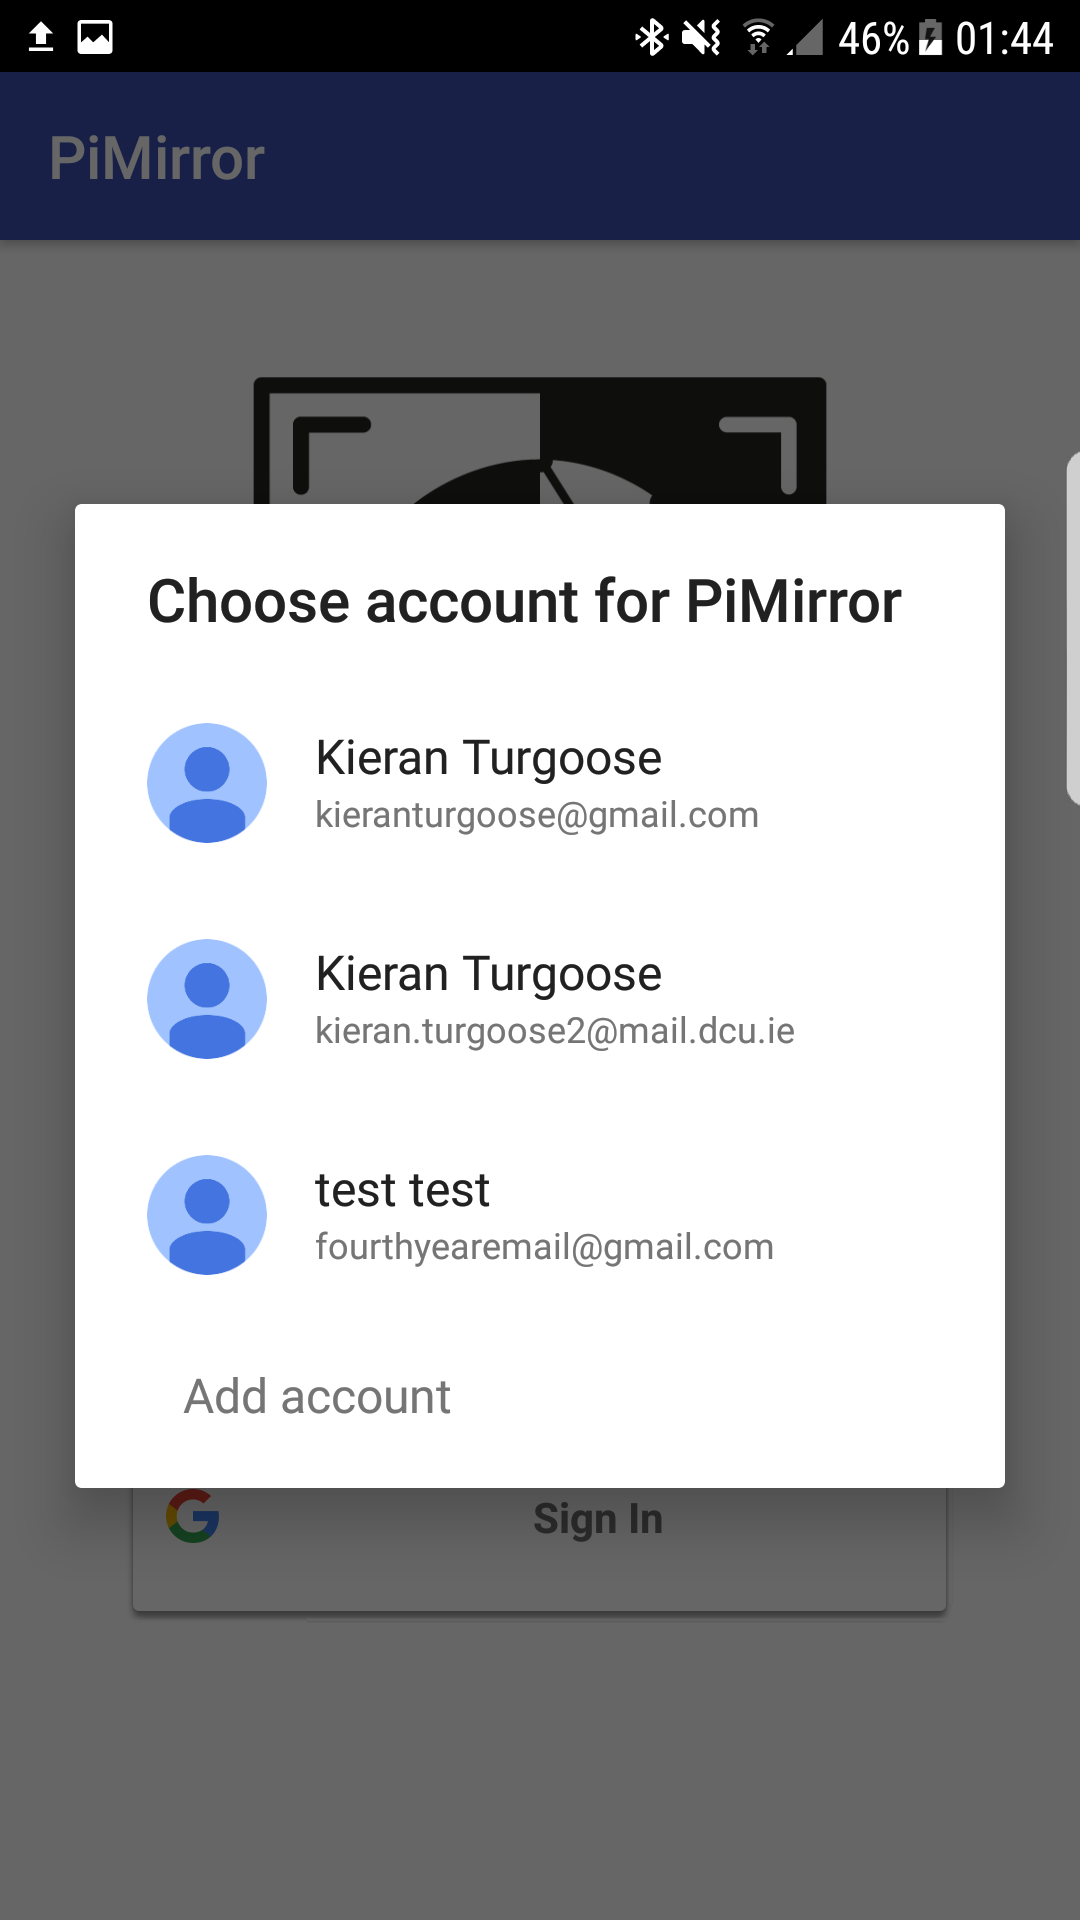 46% 01:44
PiMirror
Choose account for PiMirror
Kieran Turgoose
kieranturgoose@gmail.com
Kieran Turgoose
kieran.turgoose2@mail.dcu.ie
test test
fourthyearemail@gmail.com
Add account
Sign In